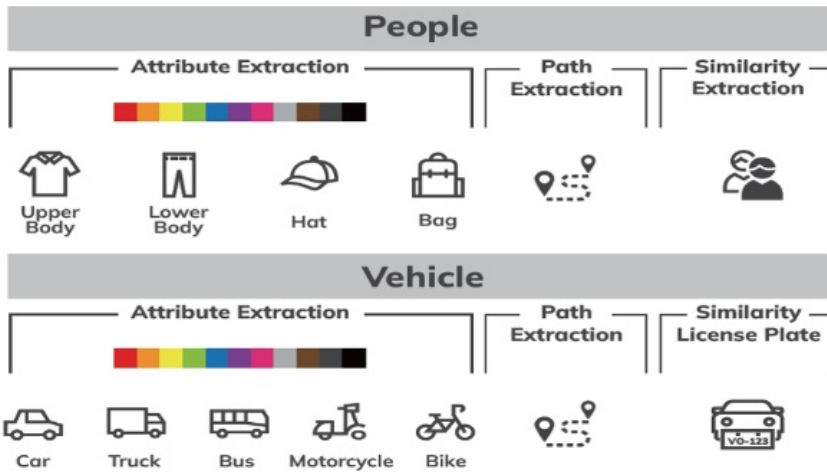 People
Attribute Extraction
Path
Extraction
Similarity
Extraction
Upper
Body
Lower
Body
Hat
Bag
Vehicle
Attribute Extraction
Path
Extraction
Similarity
License Plate
VO-123
Car
Truck
Bus
Motorcycle
Bike